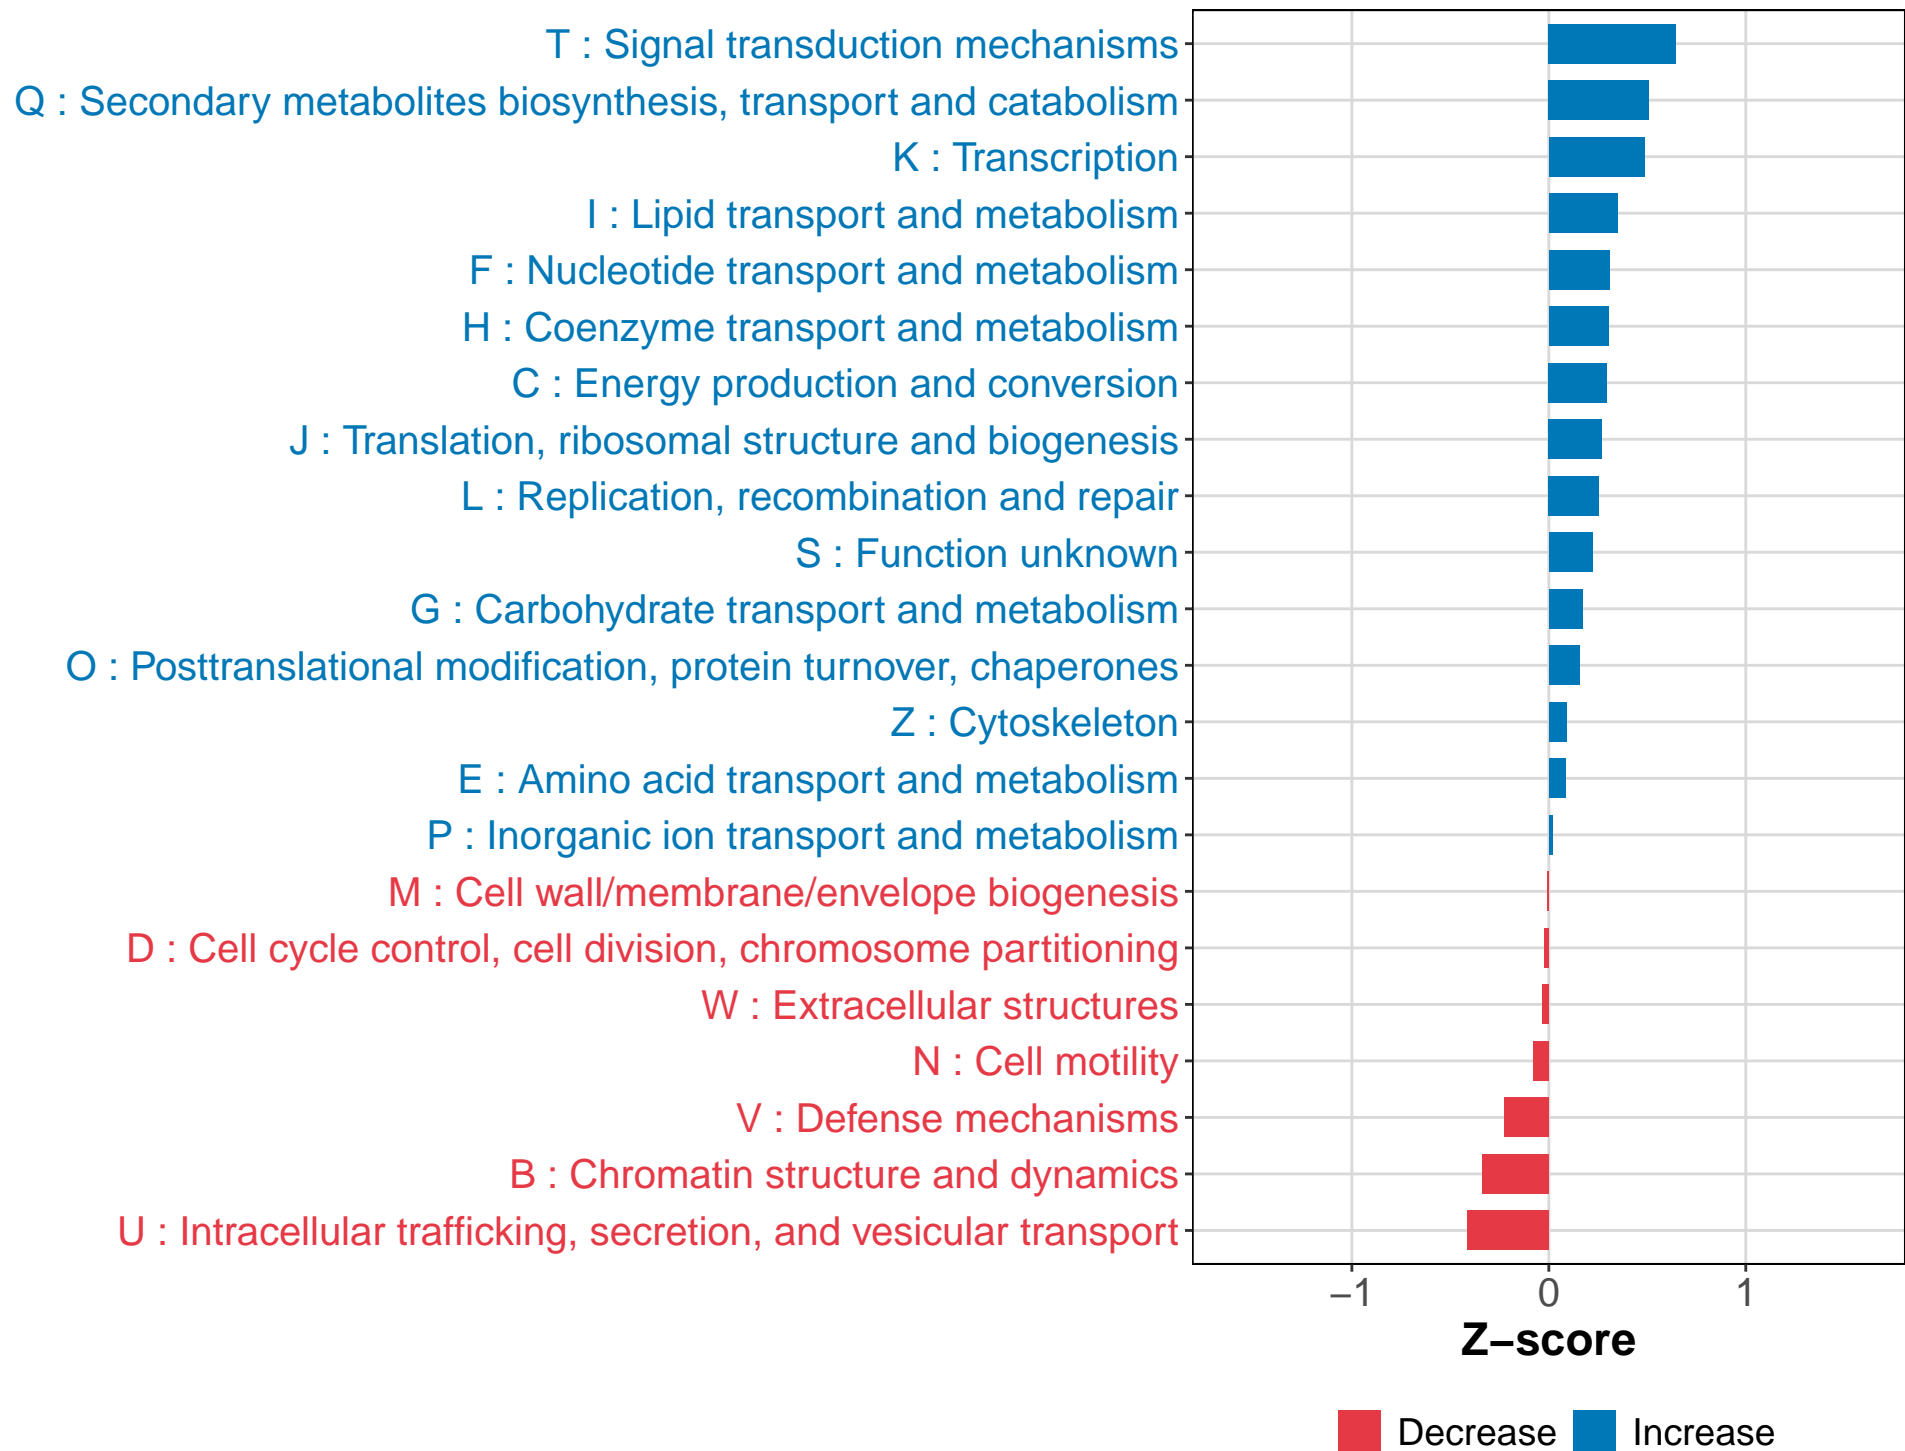 T : Signal transduction mechanisms
Q : Secondary metabolites biosynthesis, transport and catabolism
K : Transcription
I : Lipid transport and metabolism
F : Nucleotide transport and metabolism
H : Coenzyme transport and metabolism
C : Energy production and conversion
J : Translation, ribosomal structure and biogenesis
L : Replication, recombination and repair
S : Function unknown
G : Carbohydrate transport and metabolism
O : Posttranslational modification, protein turnover, chaperones
Z : Cytoskeleton
E : Amino acid transport and metabolism
P : Inorganic ion transport and metabolism
M : Cell wall/membrane/envelope biogenesis
D : Cell cycle control, cell division, chromosome partitioning
W : Extracellular structures
N : Cell motility
V : Defense mechanisms
B : Chromatin structure and dynamics
U : Intracellular trafficking, secretion, and vesicular transport
−1 0 1
Z−score
Decrease Increase